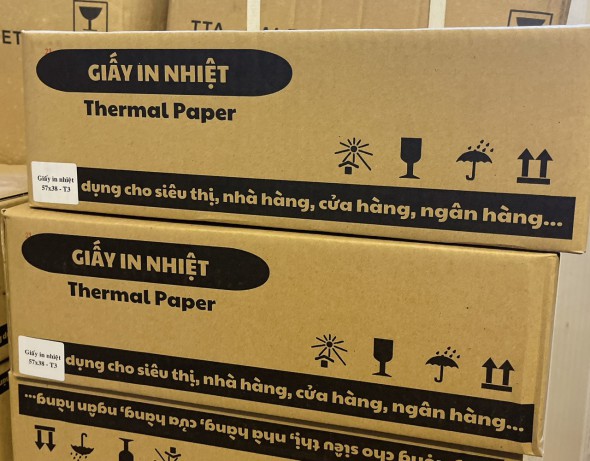 TTA
GIẤY IN NHIỆT
Thermal Paper
Giấy in nhiệt
57x38 - T3
dụng cho siêu thị, nhà hàng, cửa hàng, ngân hàng...
GIẤY IN NHIỆT
Thermal Paper
Giấy in nhiệt
57x38 - T3
dụng cho siêu thị, nhà hàng, cửa hàng, ngân hàng...
cho siêu thị, nhà hàng, cửa hàng, ngân hàng...